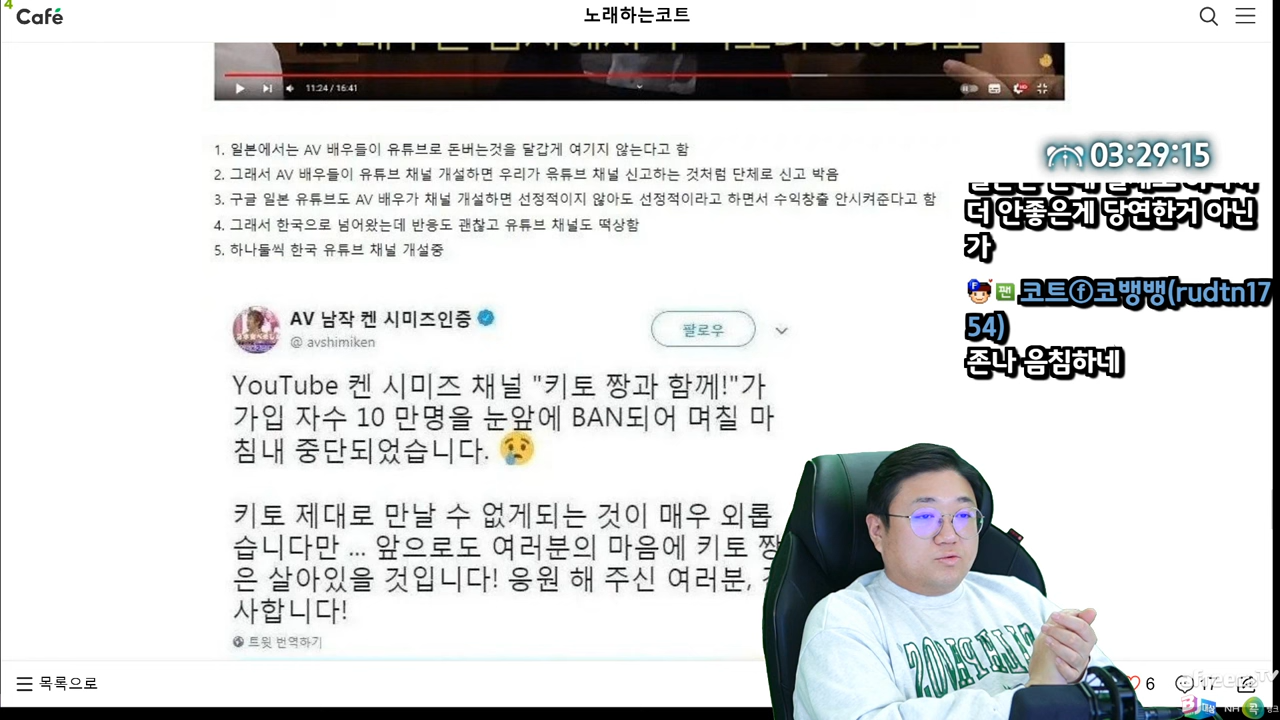 4
Café
노래하는코트
11:24 / 16:41
1. 일본에서는 AV 배우들이 유튜브로 돈버는것을 달갑게 여기지 않는다고 함
2. 그래서 AV 배우들이 유튜브 채널 개설하면 우리가 윾튜브 채널 신고하는 것처럼 단체로 신고 박음
3. 구글 일본 유튜브도 AV 배우가 채널 개설하면 선정적이지 않아도 선정적이라고 하면서 수익창출 안시켜준다고 함
4. 그래서 한국으로 넘어왔는데 반응도 괜찮고 유튜브 채널도 떡상함
5. 하나둘씩 한국 유튜브 채널 개설중
03:29:15
더 안좋은게 당연한거 아닌
가
팬 코트ⓕ코뱅뱅(rudtn17
54)
존나 음침하네
AV 남작 켄 시미즈인증
@ avshimiken
팔로우
YouTube 켄 시미즈 채널 "키토 짱과 함께!"가
가입 자수 10 만명을 눈앞에 BAN되어 며칠 마
침내 중단되었습니다.
키토 제대로 만날 수 없게되는 것이 매우 외롭
습니다만 ... 앞으로도 여러분의 마음에 키토 짱
은 살아있을 것입니다! 응원 해 주신 여러분,
사합니다!
트윗 번역하기
목록으로
6
17